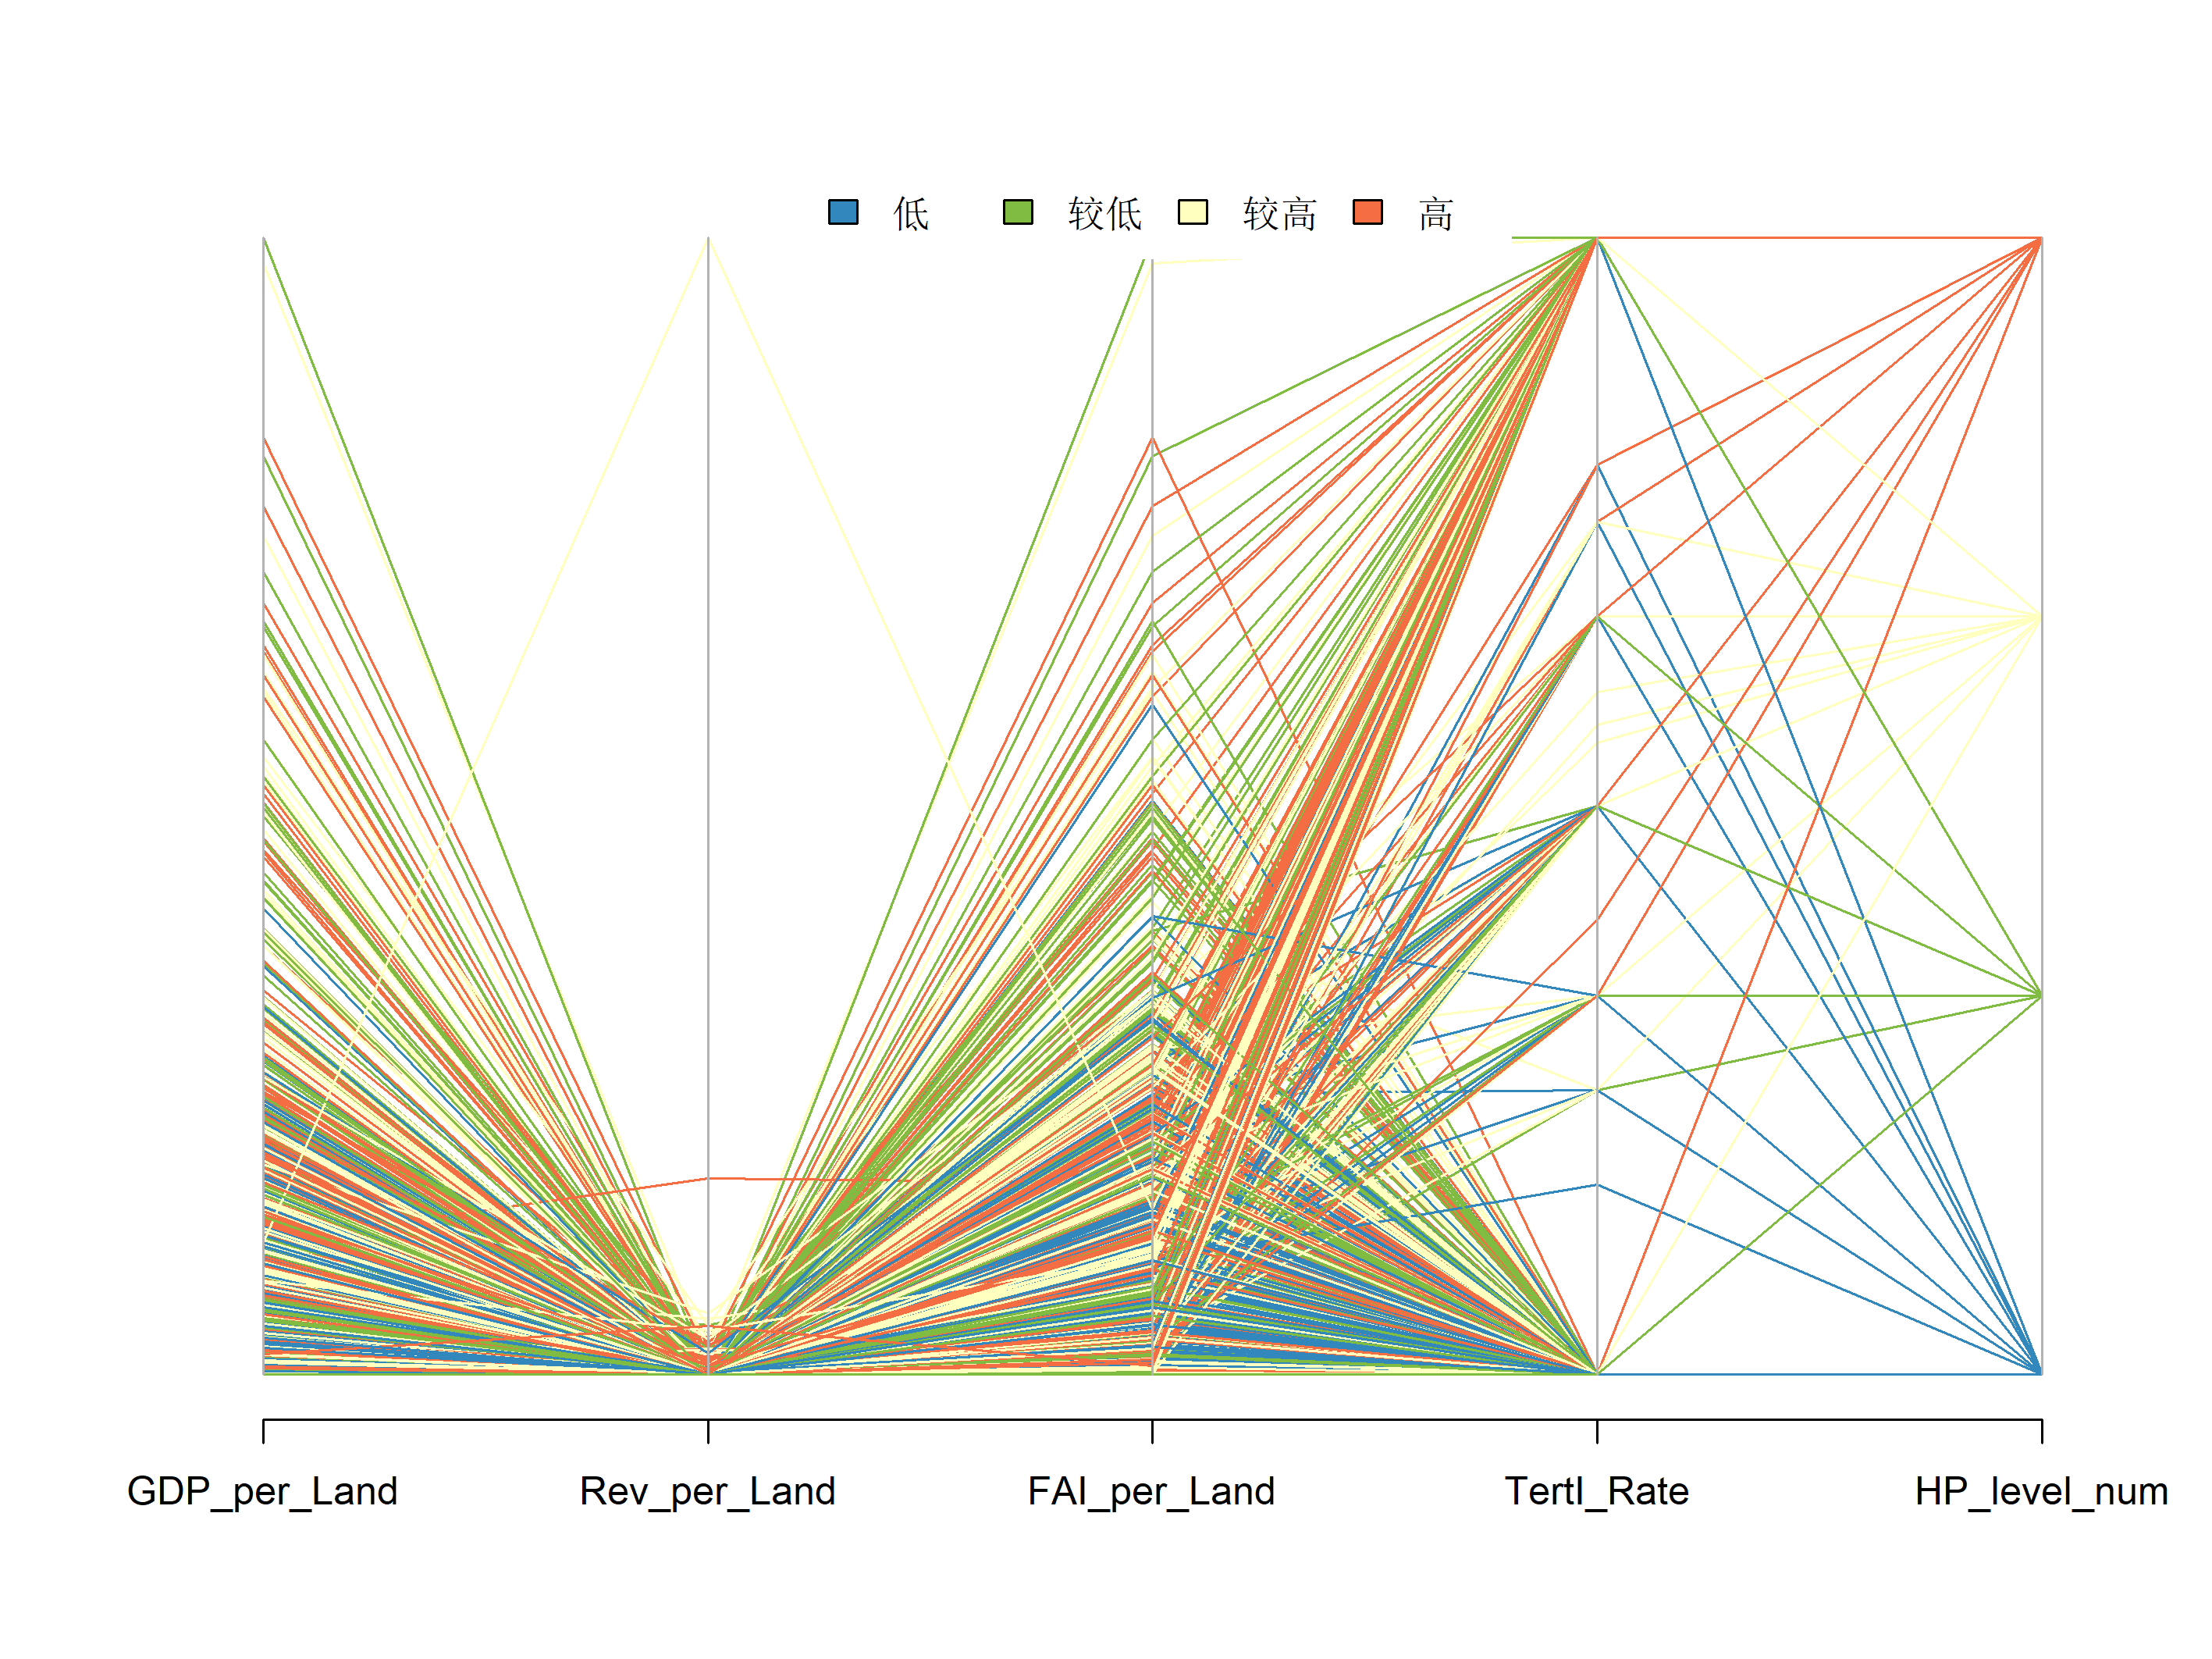 低 较低 较高 高
GDP_per_Land Rev_per_Land FAI_per_Land TertI_Rate HP_level_num